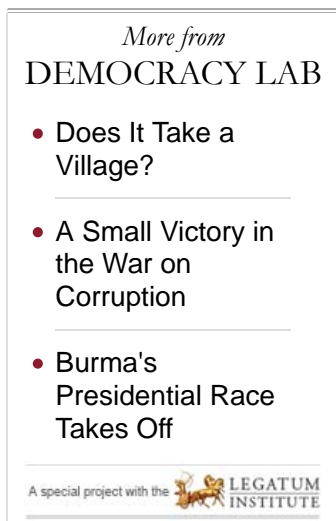 More from
DEMOCRACY LAB
Does It Take a
Village?
A Small Victory in
the War on
Corruption
Burma's
Presidential Race
Takes Off
A special project with the LEGATUM
INSTITUTE